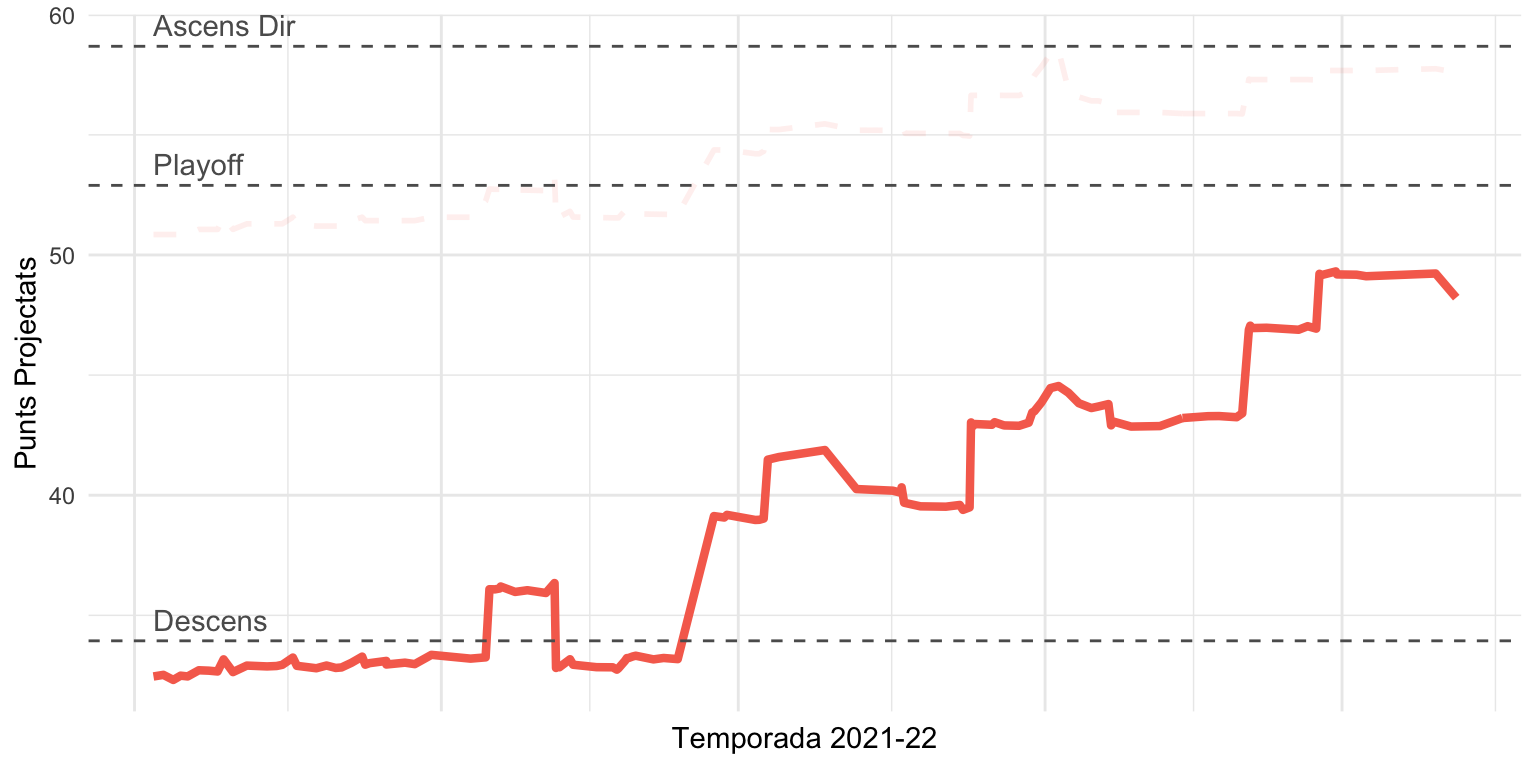 60
Ascens Dir
Playoff
50
Punts Projectats
40
Descens
Temporada 2021-22